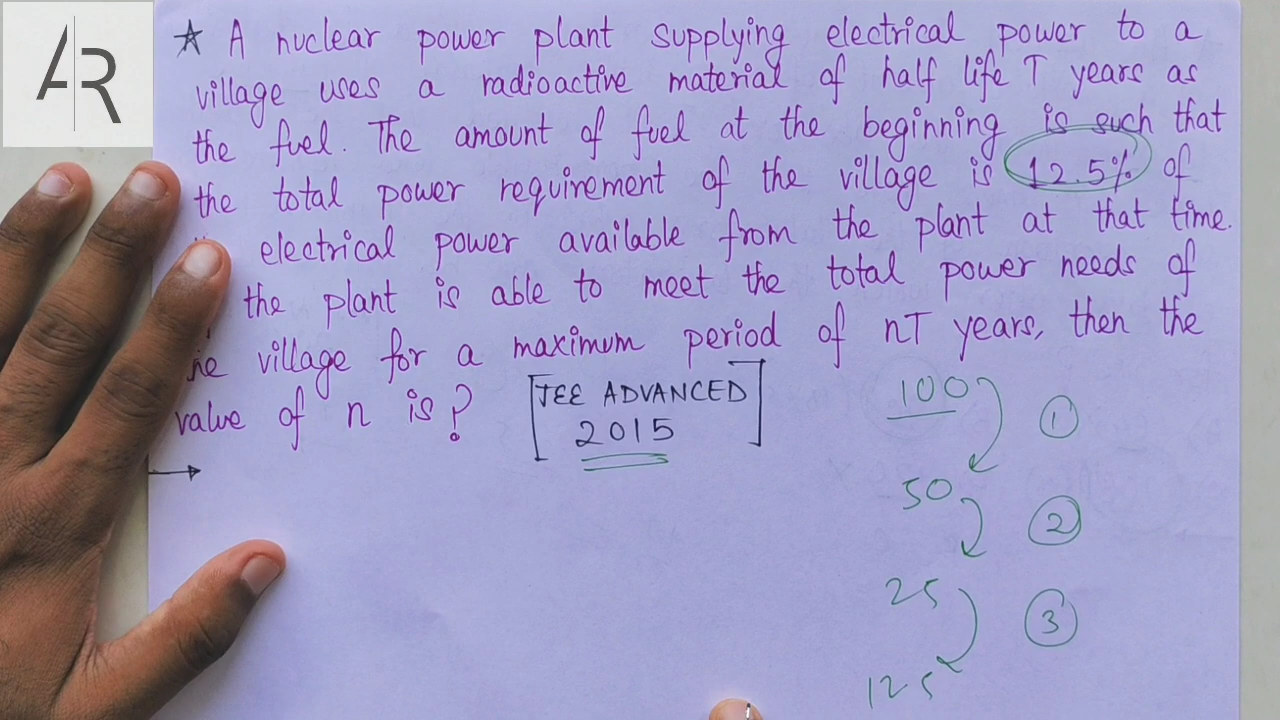 AR
☆ A nuclear power plant supplying electrical power to a
village uses a radioactive material of half life T years as
the fuel. The amount of fuel at the beginning is such that
the total power requirement of the village is 12.5% of
electrical power available from the plant at that time.
the plant is able to meet the total power needs of
village for a maximum period of nT years, then the
value of n is?
[JEE ADVANCED
2015]
100
①
50
②
25
③
12.5